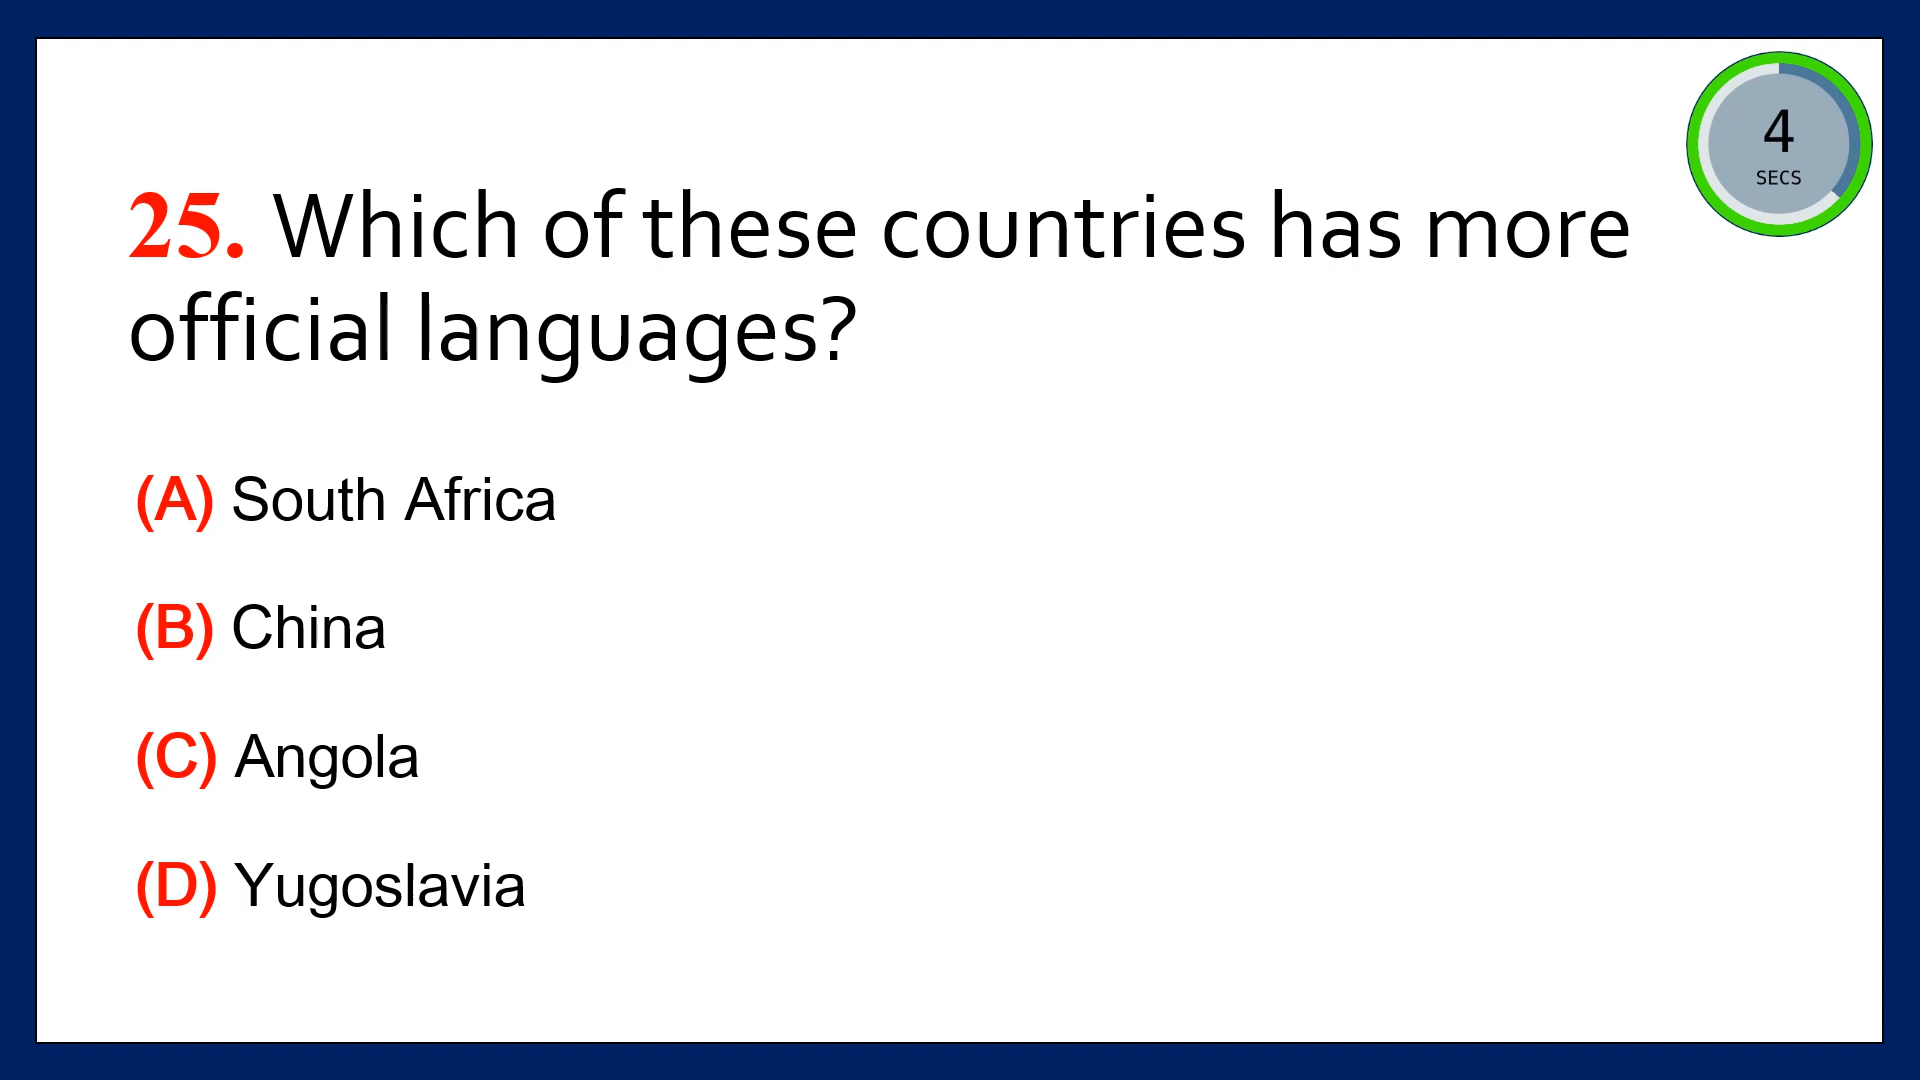 4
SECS
25. Which of these countries has more
official languages?
(A) South Africa
(B) China
(C) Angola
(D) Yugoslavia